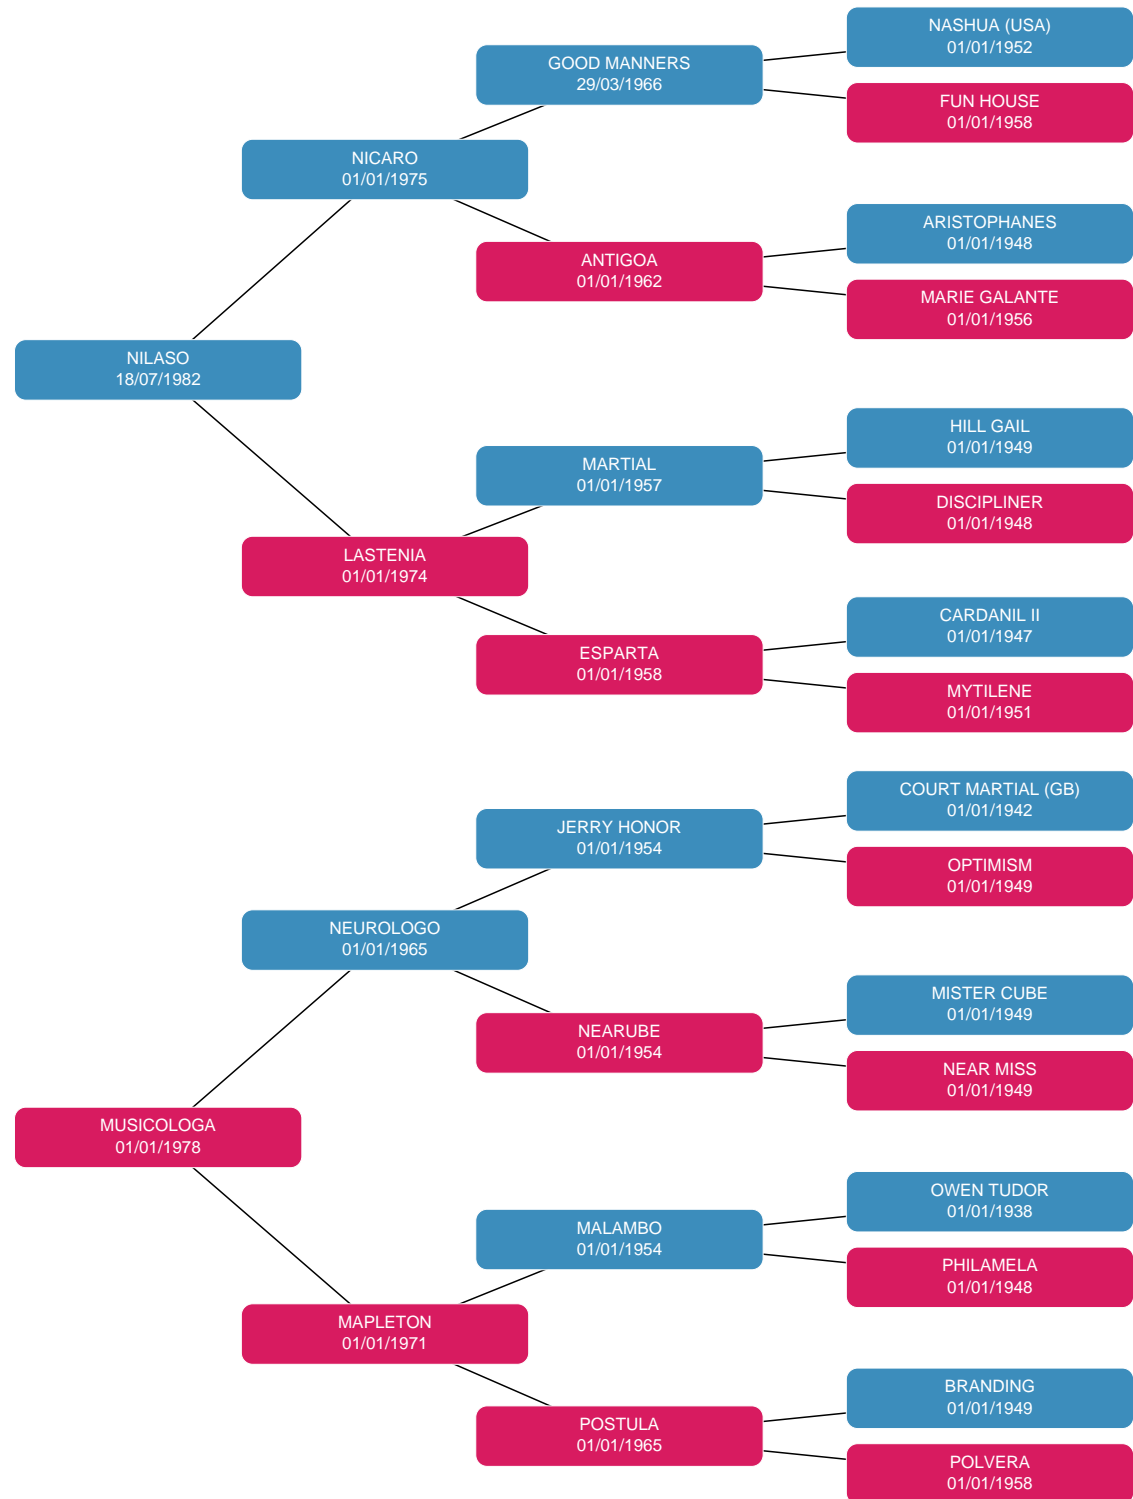 NASHUA (USA)
01/01/1952
GOOD MANNERS
29/03/1966
FUN HOUSE
01/01/1958
NICARO
01/01/1975
ARISTOPHANES
01/01/1948
ANTIGOA
01/01/1962
MARIE GALANTE
01/01/1956
NILASO
18/07/1982
HILL GAIL
01/01/1949
MARTIAL
01/01/1957
DISCIPLINER
01/01/1948
LASTENIA
01/01/1974
CARDANIL II
01/01/1947
ESPARTA
01/01/1958
MYTILENE
01/01/1951
COURT MARTIAL (GB)
01/01/1942
JERRY HONOR
01/01/1954
OPTIMISM
01/01/1949
NEUROLOGO
01/01/1965
MISTER CUBE
01/01/1949
NEARUBE
01/01/1954
NEAR MISS
01/01/1949
MUSICOLOGA
01/01/1978
OWEN TUDOR
01/01/1938
MALAMBO
01/01/1954
PHILAMELA
01/01/1948
MAPLETON
01/01/1971
BRANDING
01/01/1949
POSTULA
01/01/1965
POLVERA
01/01/1958